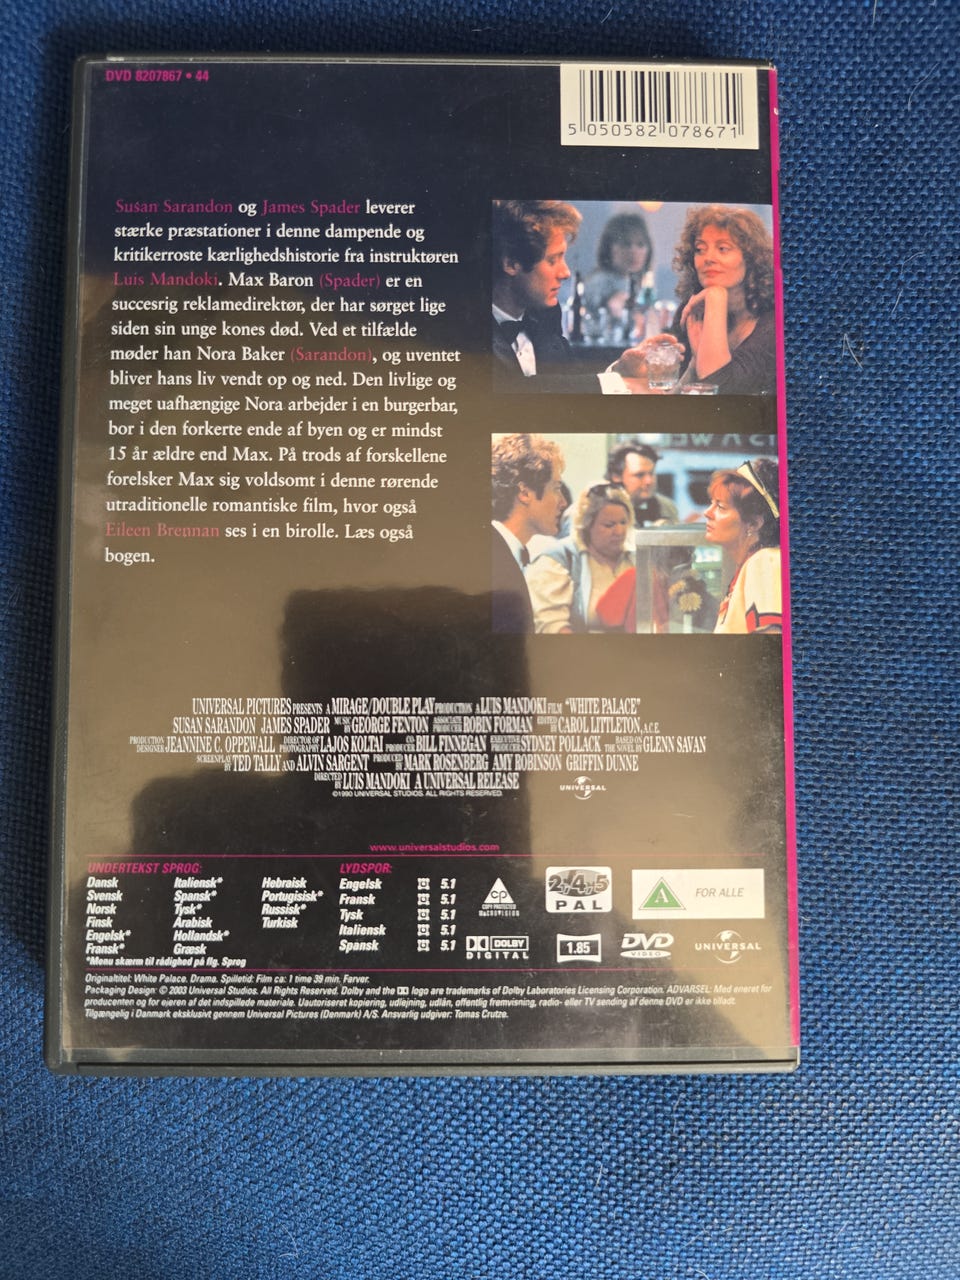 DVD 8207867 • 44
5 050582 078671
Susan Sarandon og James Spader leverer
stærke præstationer i denne dampende og
kritikerroste kærlighedshistorie fra instruktøren
Luis Mandoki. Max Baron (Spader) er en
succesrig reklamedirektør, der har sørget lige
siden sin unge kones død. Ved et tilfælde
møder han Nora Baker (Sarandon), og uventet
bliver hans liv vendt op og ned. Den livlige og
meget uafhængige Nora arbejder i en burgerbar,
bor i den forkerte ende af byen og er mindst
15 år ældre end Max. På trods af forskellene
forelsker Max sig voldsomt i denne rørende
utraditionelle romantiske film, hvor også
Eileen Brennan ses i en birolle. Læs også
bogen.
UNIVERSAL PICTURES PRESENTS A MIRAGE/DOUBLE PLAY PRODUCTION A LUIS MANDOKI FILM "WHITE PALACE"
SUSAN SARANDON JAMES SPADER MUSIC BY GEORGE FENTON ASSOCIATE PRODUCER ROBIN FORMAN EDITED BY CAROL LITTLETON, A.C.E.
PRODUCTION DESIGNER JEANNINE C. OPPEWALL DIRECTOR OF PHOTOGRAPHY LAJOS KOLTAI CO-PRODUCER BILL FINNEGAN EXECUTIVE PRODUCER SYDNEY POLLACK BASED ON THE NOVEL BY GLENN SAVAN
SCREENPLAY BY TED TALLY AND ALVIN SARGENT PRODUCED BY MARK ROSENBERG AMY ROBINSON GRIFFIN DUNNE
DIRECTED BY LUIS MANDOKI A UNIVERSAL RELEASE
©1990 UNIVERSAL STUDIOS. ALL RIGHTS RESERVED.
UNIVERSAL
www.universalstudios.com
UNDERTEKST SPROG:
Dansk
Svensk
Norsk
Finsk
Engelsk*
Fransk*
Italiensk*
Spansk*
Tysk*
Arabisk
Hollandsk*
Græsk
Hebraisk
Portugisisk*
Russisk*
Tyrkisk
*Menu skærm til rådighed på flg. Sprog
LYDSPOR:
Engelsk 5.1
Fransk 5.1
Tysk 5.1
Italiensk 5.1
Spansk 5.1
CP
COPY PROTECTED
MACROVISION
DOLBY
DIGITAL
2,4,5
PAL
1.85
A FOR ALLE
DVD
VIDEO
UNIVERSAL
Originaltitel: White Palace. Drama. Spilletid: Film ca: 1 time 39 min. Farver.
Packaging Design: © 2003 Universal Studios. All Rights Reserved. Dolby and the logo are trademarks of Dolby Laboratories Licensing Corporation. ADVARSEL: Med eneret for
producenten og for ejeren af det indspillede materiale. Uautoriseret kopiering, udlejning, udlån, offentlig fremvisning, radio- eller TV sending af denne DVD er ikke tilladt.
Tilgængelig i Danmark eksklusivt gennem Universal Pictures (Denmark) A/S. Ansvarlig udgiver: Tomas Crutze.